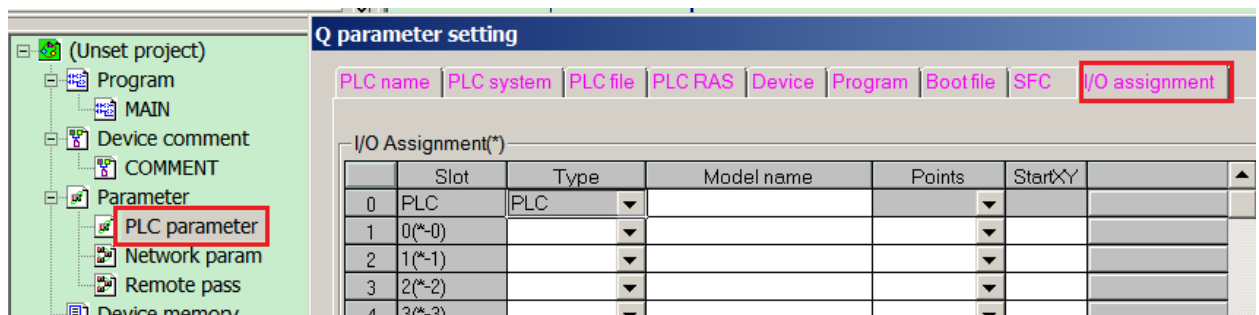 (Unset project)
Program
MAIN
Device comment
COMMENT
Parameter
PLC parameter
Network param
Remote pass
Device memory
Q parameter setting
PLC name PLC system PLC file PLC RAS Device Program Boot file SFC I/O assignment
I/O Assignment(*)
Slot Type Model name Points StartXY
0 PLC PLC
1 0(*-0)
2 1(*-1)
3 2(*-2)
4 3(*-3)